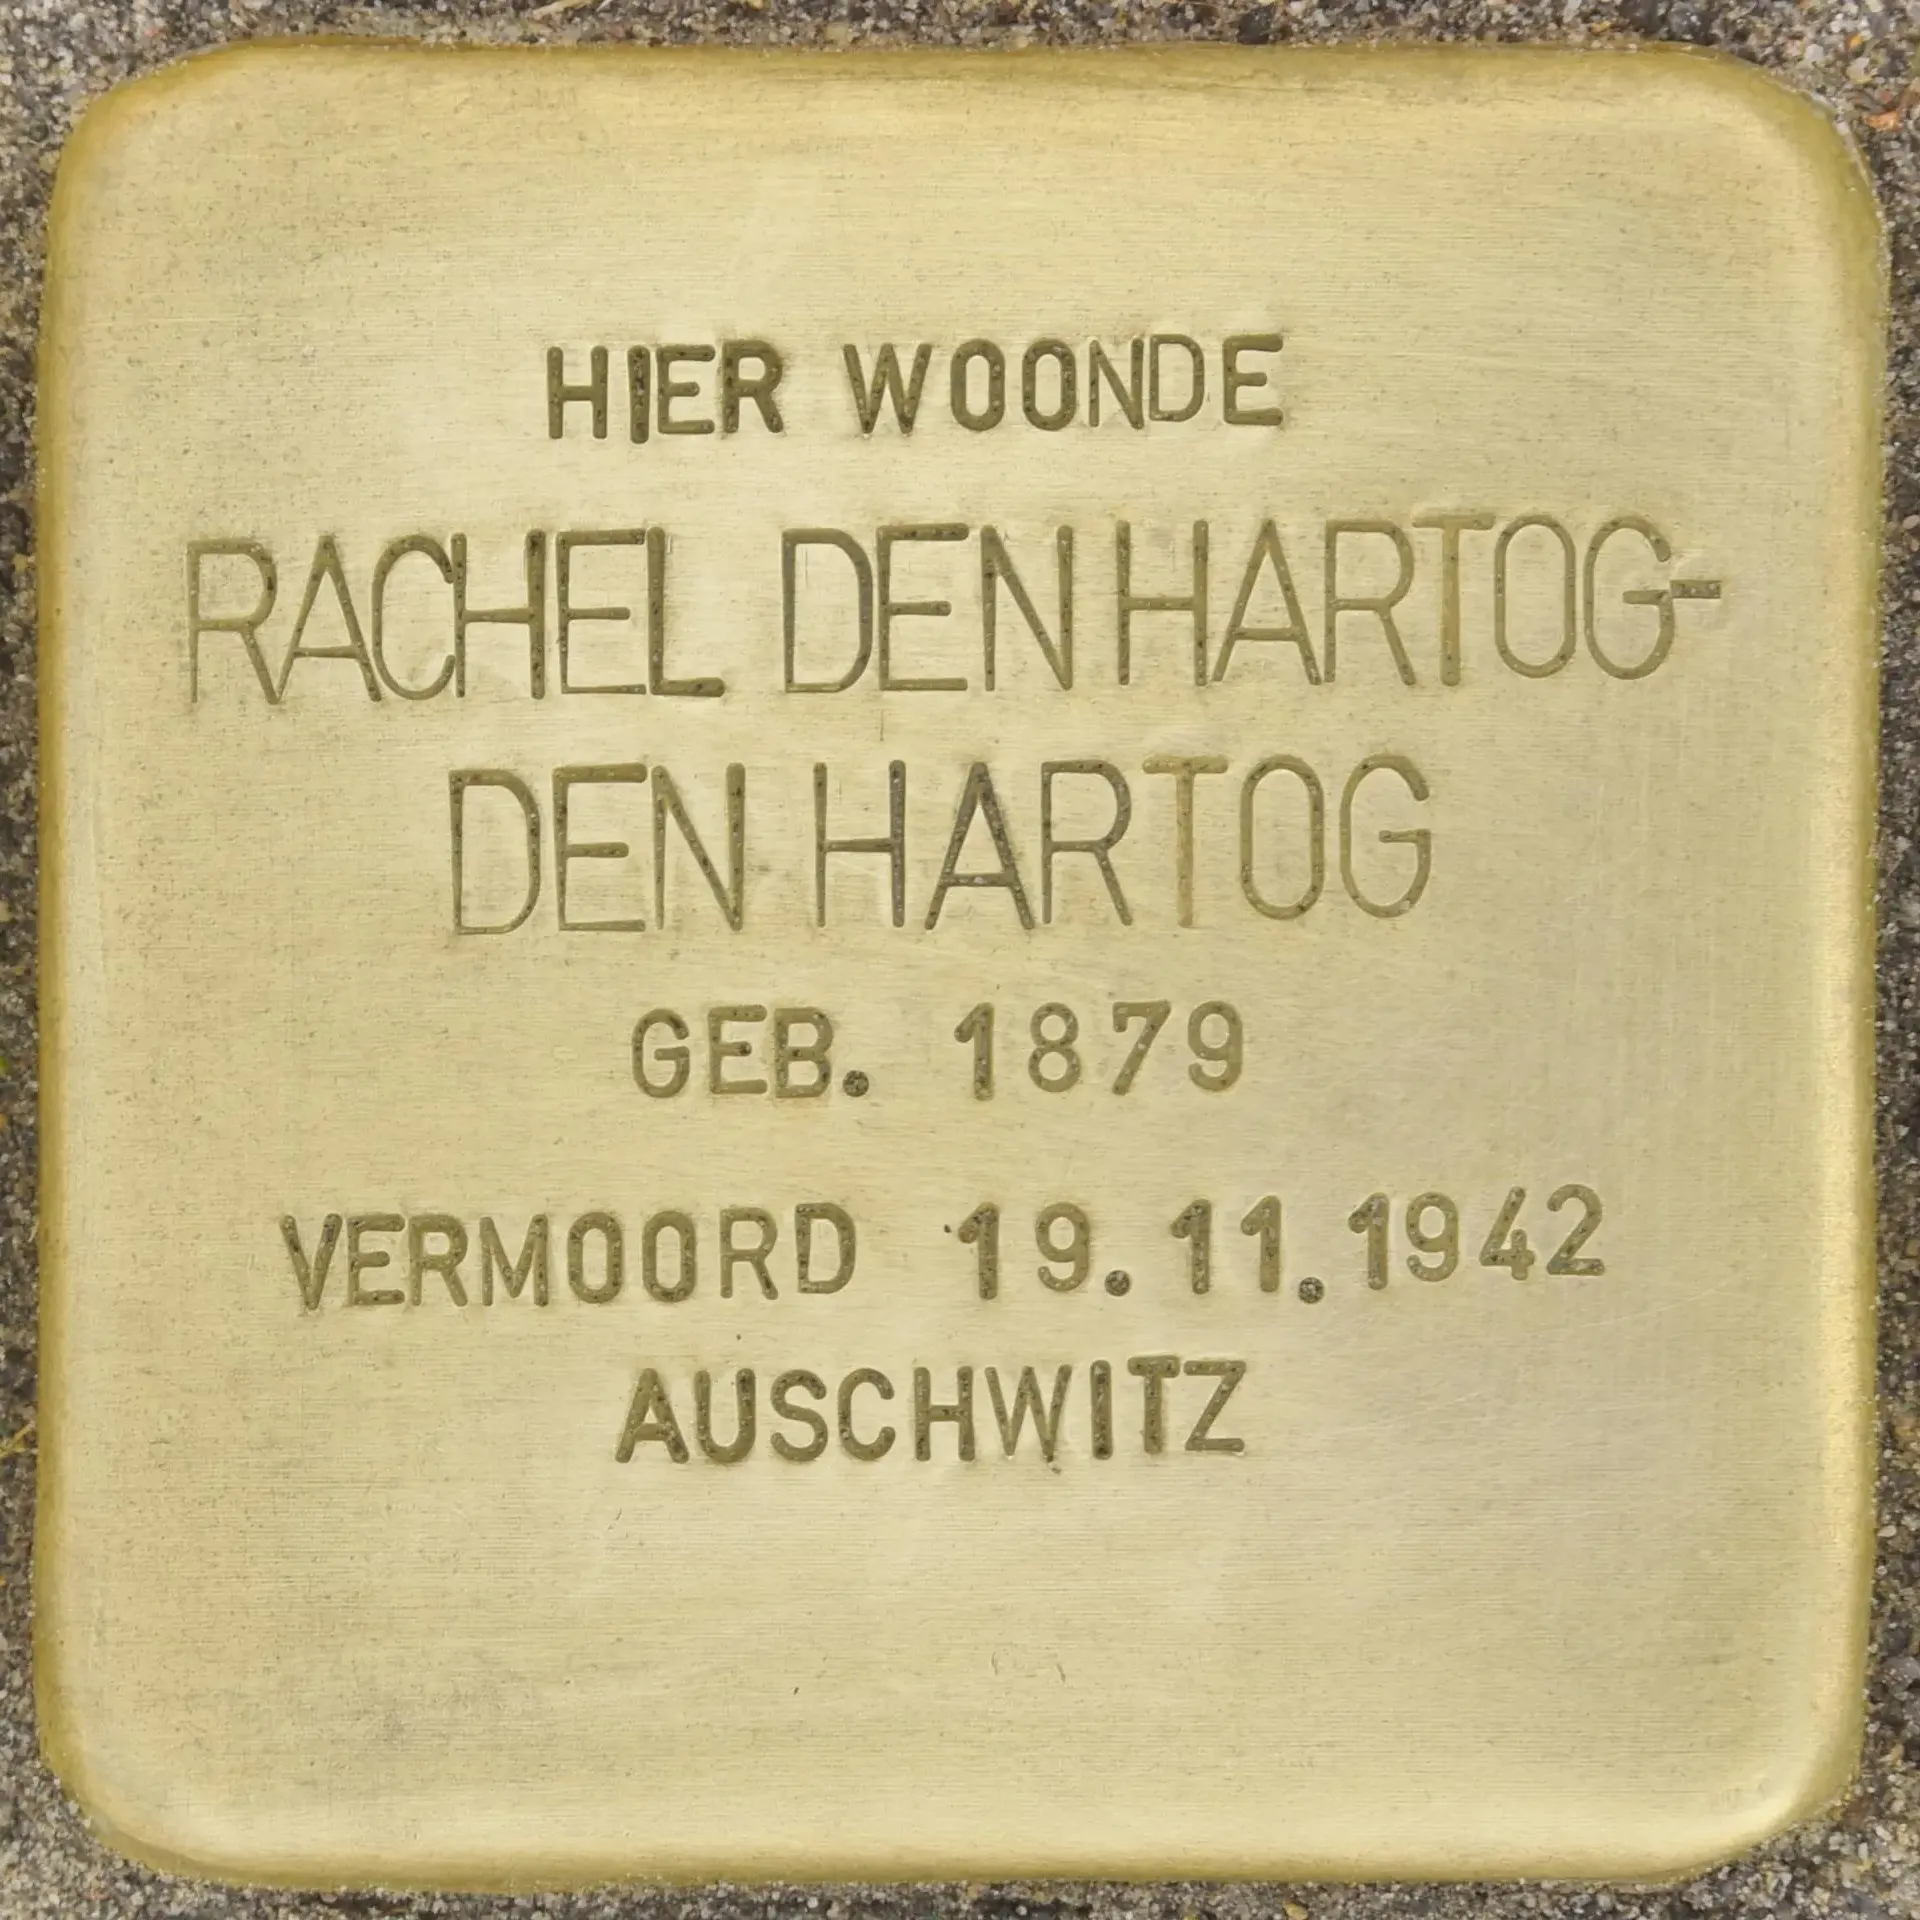 HIER WOONDE
RACHEL DEN HARTOG-
DEN HARTOG
GEB. 1879
VERMOORD 19.11.1942
AUSCHWITZ